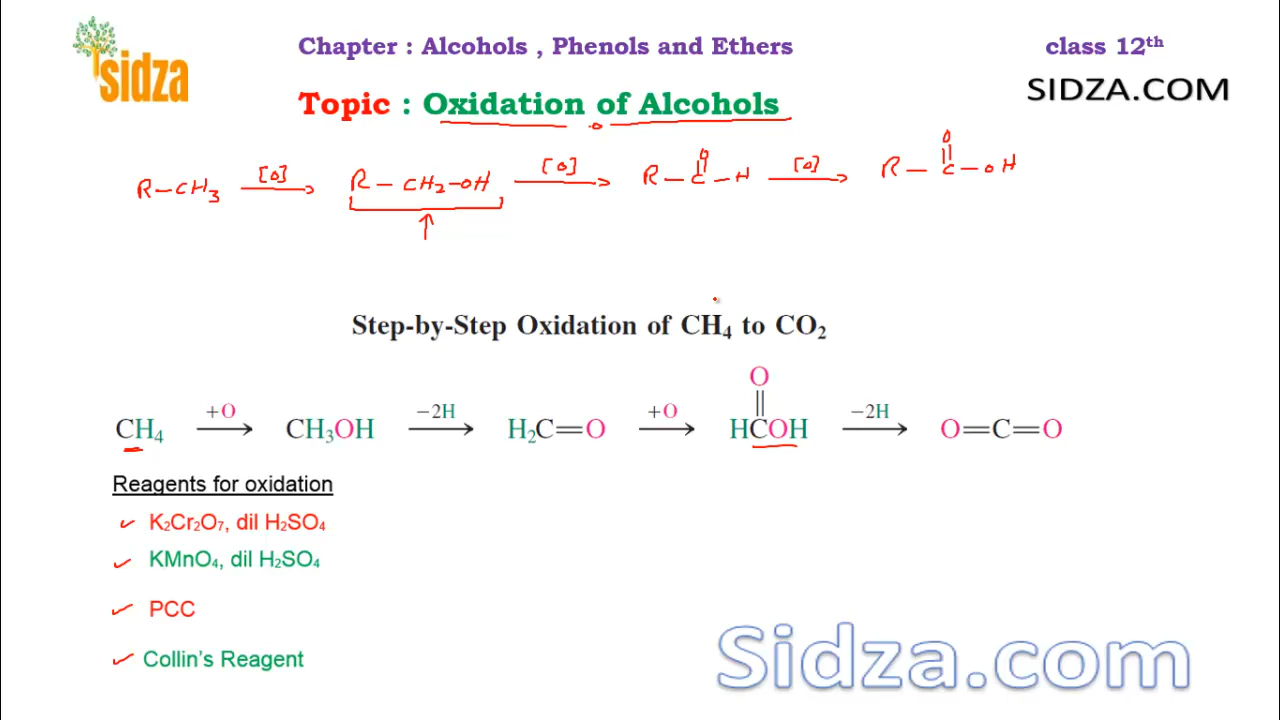 sidza
Chapter : Alcohols , Phenols and Ethers
class 12th
SIDZA.COM
Topic : Oxidation of Alcohols
R-CH3 [O] → R-CH2-OH [O] → R-C(=O)-H [O] → R-C(=O)-OH
Step-by-Step Oxidation of CH4 to CO2
CH4 +O → CH3OH -2H → H2C=O +O → HC(=O)OH -2H → O=C=O
Reagents for oxidation
K2Cr2O7, dil H2SO4
KMnO4, dil H2SO4
PCC
Collin's Reagent
Sidza.com